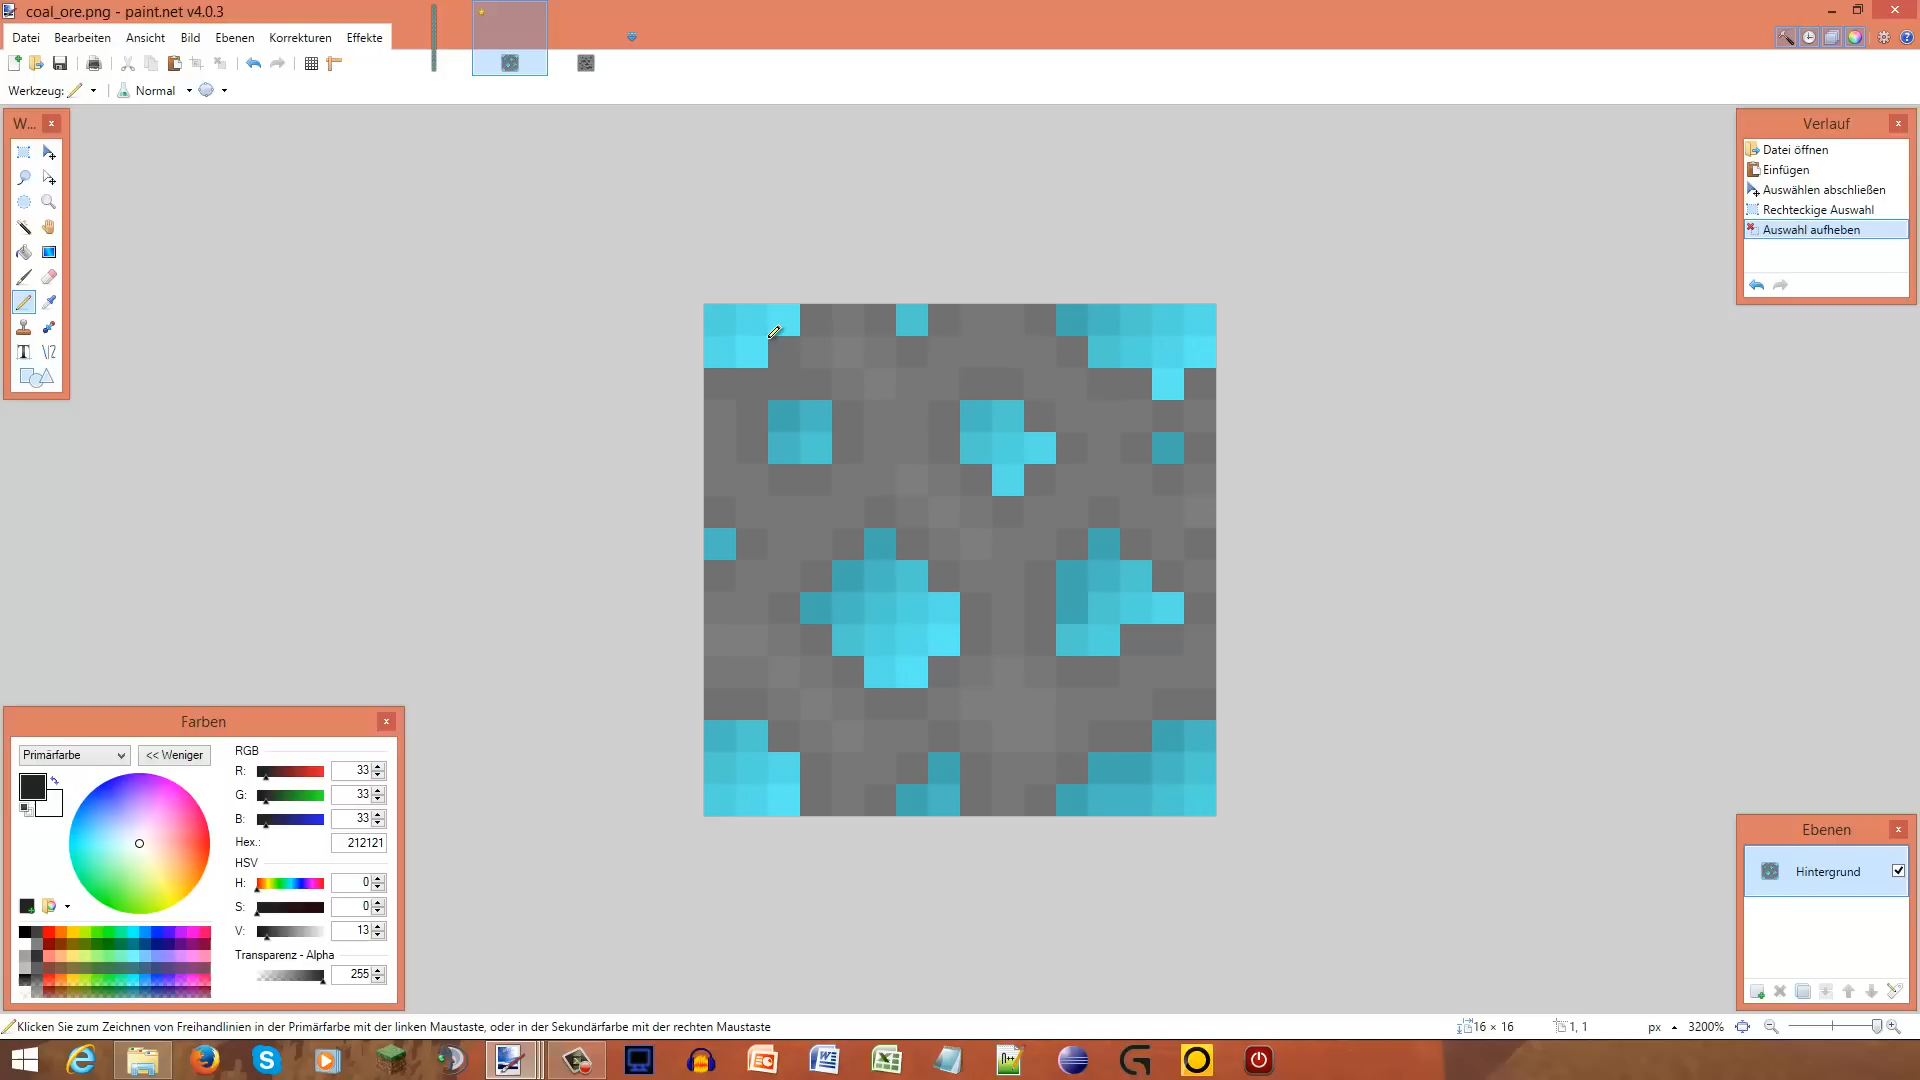 coal_ore.png - paint.net v4.0.3
Datei Bearbeiten Ansicht Bild Ebenen Korrekturen Effekte
Werkzeug: Normal
W...
Verlauf
Datei öffnen
Einfügen
Auswählen abschließen
Rechteckige Auswahl
Auswahl aufheben
Farben
Primärfarbe
<< Weniger
RGB
R: 33
G: 33
B: 33
Hex.: 212121
HSV
H: 0
S: 0
V: 13
Transparenz - Alpha
255
Ebenen
Hintergrund
Klicken Sie zum Zeichnen von Freihandlinien in der Primärfarbe mit der linken Maustaste, oder in der Sekundärfarbe mit der rechten Maustaste
16 × 16
1, 1
px
3200%